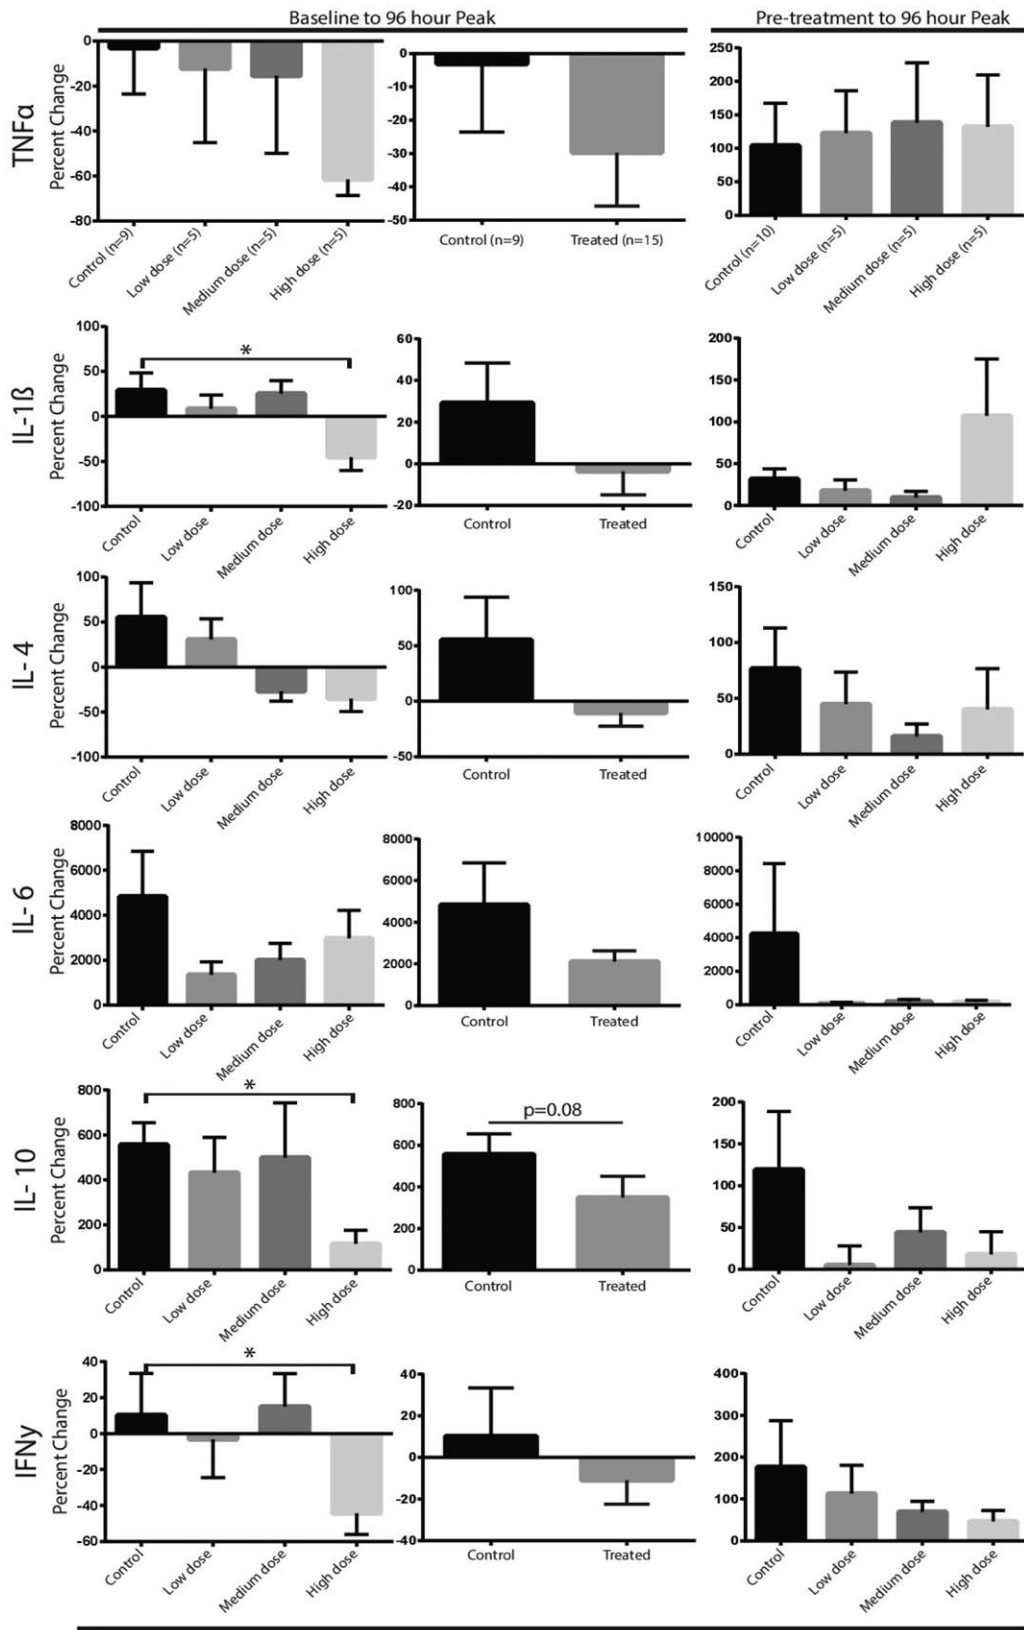 Baseline to 96 hour Peak
Pre-treatment to 96 hour Peak
TNFα
Percent Change
0
-20
-40
-60
-80
Control (n=9)
Low dose (n=5)
Medium dose (n=5)
High dose (n=5)
0
-10
-20
-30
-40
-50
Control (n=9)
Treated (n=15)
250
200
150
100
50
0
Control (n=10)
Low dose (n=5)
Medium dose (n=5)
High dose (n=5)
IL-1ß
Percent Change
100
50
0
-50
-100
*
Control
Low dose
Medium dose
High dose
60
40
20
0
-20
Control
Treated
200
150
100
50
0
Control
Low dose
Medium dose
High dose
IL- 4
Percent Change
100
50
0
-50
-100
Control
Low dose
Medium dose
High dose
100
50
0
-50
Control
Treated
150
100
50
0
Control
Low dose
Medium dose
High dose
IL- 6
Percent Change
8000
6000
4000
2000
0
Control
Low dose
Medium dose
High dose
8000
6000
4000
2000
0
Control
Treated
10000
8000
6000
4000
2000
0
Control
Low dose
Medium dose
High dose
IL- 10
Percent Change
800
600
400
200
0
*
Control
Low dose
Medium dose
High dose
800
600
400
200
0
p=0.08
Control
Treated
200
150
100
50
0
Control
Low dose
Medium dose
High dose
IFNy
Percent Change
40
20
0
-20
-40
-60
*
Control
Low dose
Medium dose
High dose
40
20
0
-20
-40
Control
Treated
400
300
200
100
0
Control
Low dose
Medium dose
High dose